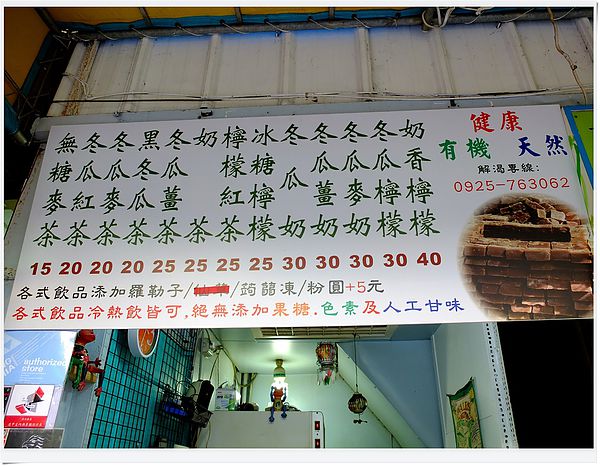 無糖麥茶
冬瓜紅茶
冬瓜麥茶
黑冬瓜茶
冬瓜薑茶
奶茶
檸檬紅茶
冰糖檸檬
冬瓜奶
冬瓜薑奶
冬瓜麥奶
冬瓜檸檬
奶香檸檬
15 20 20 20 25 25 25 25 30 30 30 30 40
各式飲品添加羅勒子/仙草/蒟蒻凍/粉圓+5元
各式飲品冷熱飲皆可,絕無添加果糖.色素及人工甘味
健康
有機 天然
解渴專線:
0925-763062
authorized
store